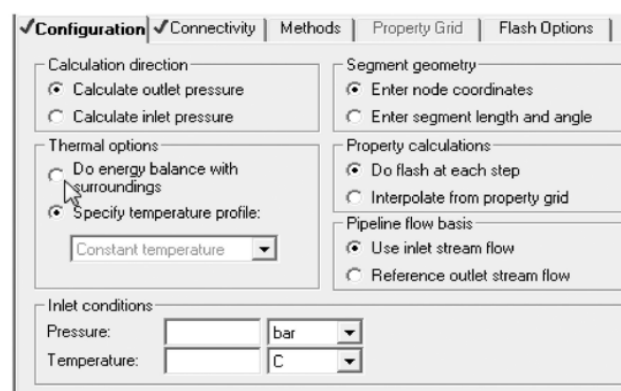 Configuration Connectivity Methods Property Grid Flash Options
Calculation direction
Calculate outlet pressure
Calculate inlet pressure
Thermal options
Do energy balance with
surroundings
Specify temperature profile:
Constant temperature
Segment geometry
Enter node coordinates
Enter segment length and angle
Property calculations
Do flash at each step
Interpolate from property grid
Pipeline flow basis
Use inlet stream flow
Reference outlet stream flow
Inlet conditions
Pressure: bar
Temperature: C